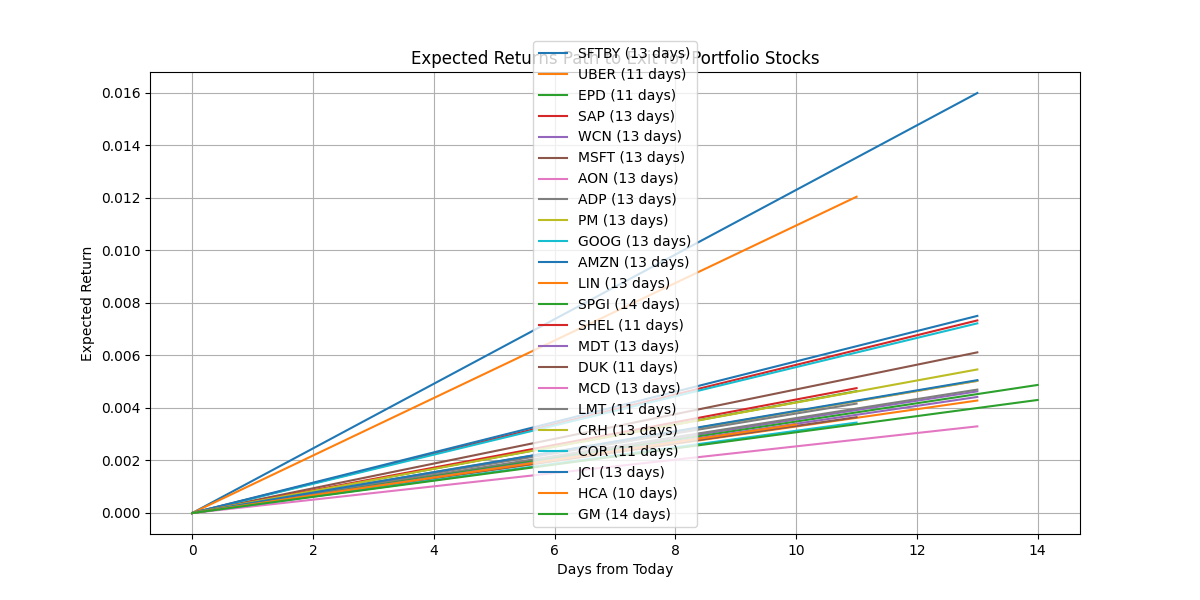 Expected Returns Path to Exit for Portfolio Stocks
SFTBY (13 days)
UBER (11 days)
EPD (11 days)
SAP (13 days)
WCN (13 days)
MSFT (13 days)
AON (13 days)
ADP (13 days)
PM (13 days)
GOOG (13 days)
AMZN (13 days)
LIN (13 days)
SPGI (14 days)
SHEL (11 days)
MDT (13 days)
DUK (11 days)
MCD (13 days)
LMT (11 days)
CRH (13 days)
COR (11 days)
JCI (13 days)
HCA (10 days)
GM (14 days)
Expected Return
0.016
0.014
0.012
0.010
0.008
0.006
0.004
0.002
0.000
0 2 4 6 8 10 12 14
Days from Today